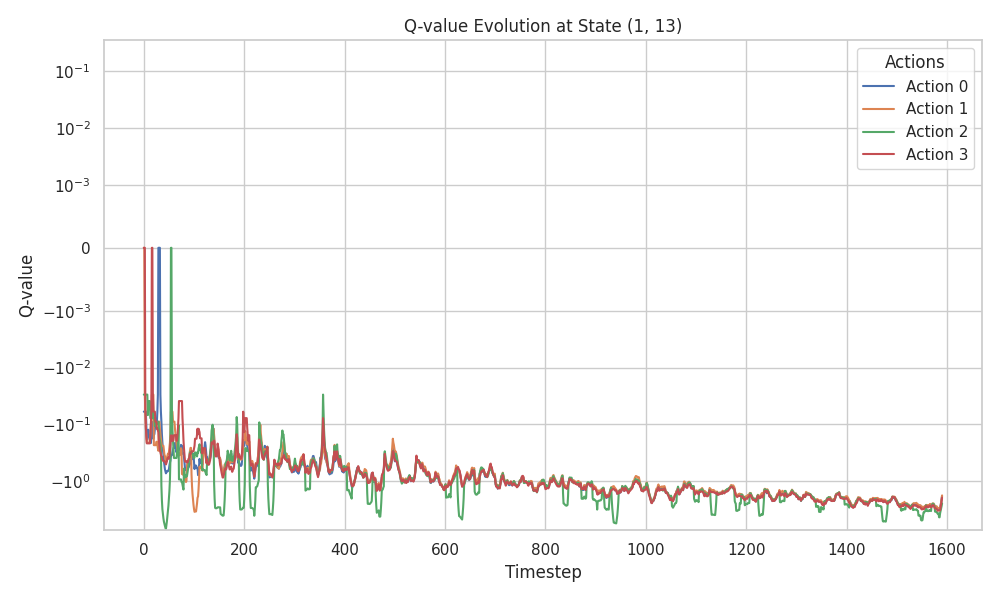 Q-value Evolution at State (1, 13)
Actions
Action 0
Action 1
Action 2
Action 3
Q-value
10⁻¹
10⁻²
10⁻³
0
−10⁻³
−10⁻²
−10⁻¹
−10⁰
0 200 400 600 800 1000 1200 1400 1600
Timestep